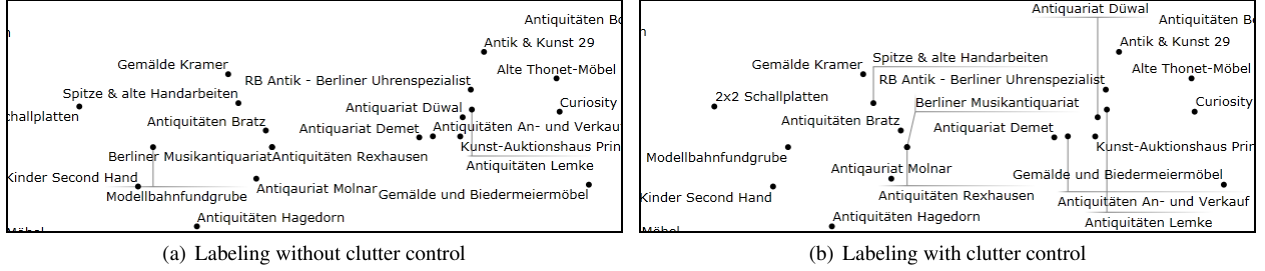 Antiquitäten Bo
n
Antik & Kunst 29
Gemälde Kramer
Alte Thonet-Möbel
RB Antik - Berliner Uhrenspezialist
Spitze & alte Handarbeiten
Curiosity
challplatten
Antiquariat Düwal
Antiquitäten Bratz
Antiquariat Demet
Antiquitäten An- und Verkauf
Kunst-Auktionshaus Prin
Berliner Musikantiquariat
Antiquitäten Rexhausen
Antiquitäten Lemke
Kinder Second Hand
Antiqauriat Molnar
Modellbahnfundgrube
Gemälde und Biedermeiermöbel
Antiquitäten Hagedorn
Möbel
(a) Labeling without clutter control
Antiquariat Düwal
Antiquitäten Be
n
Antik & Kunst 29
Spitze & alte Handarbeiten
Gemälde Kramer
Alte Thonet-Möbel
RB Antik - Berliner Uhrenspezialist
2x2 Schallplatten
Berliner Musikantiquariat
Curiosity
Antiquitäten Bratz
Antiquariat Demet
Kunst-Auktionshaus Prin
Modellbahnfundgrube
Antiqauriat Molnar
Gemälde und Biedermeiermöbel
Kinder Second Hand
Antiquitäten Rexhausen
Antiquitäten An- und Verkauf
Antiquitäten Hagedorn
Antiquitäten Lemke
Möbel
(b) Labeling with clutter control